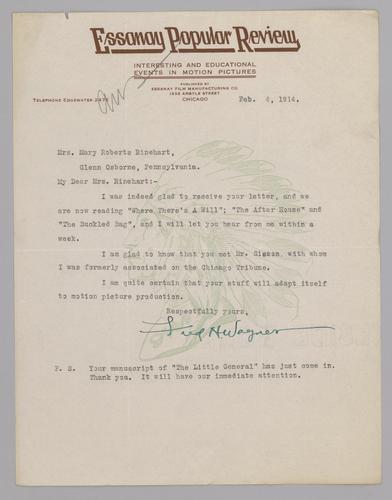 Essanay Popular Review
INTERESTING AND EDUCATIONAL
EVENTS IN MOTION PICTURES
PUBLISHED BY
ESSANAY FILM MANUFACTURING CO.
1333 ARGYLE STREET
CHICAGO
TELEPHONE EDGEWATER
Feb. 4, 1914.
Mrs. Mary Roberts Rinehart,
Glenn Osborne, Pennsylvania.
My Dear Mrs. Rinehart:-
I was indeed glad to receive your letter, and we
are now reading "Where There's A Will"; "The After House" and
"The Buckled Bag", and I will let you hear from me within a
week.
I am glad to know that you met Mr. with whom
I was formerly associated on the Chicago Tribune.
I am quite certain that your stuff will adapt itself
to motion picture production.
Respectfully yours,
Fred H Wagner
P. S. Your manuscript of "The Little General" has just come in.
Thank you. It will have our immediate attention.